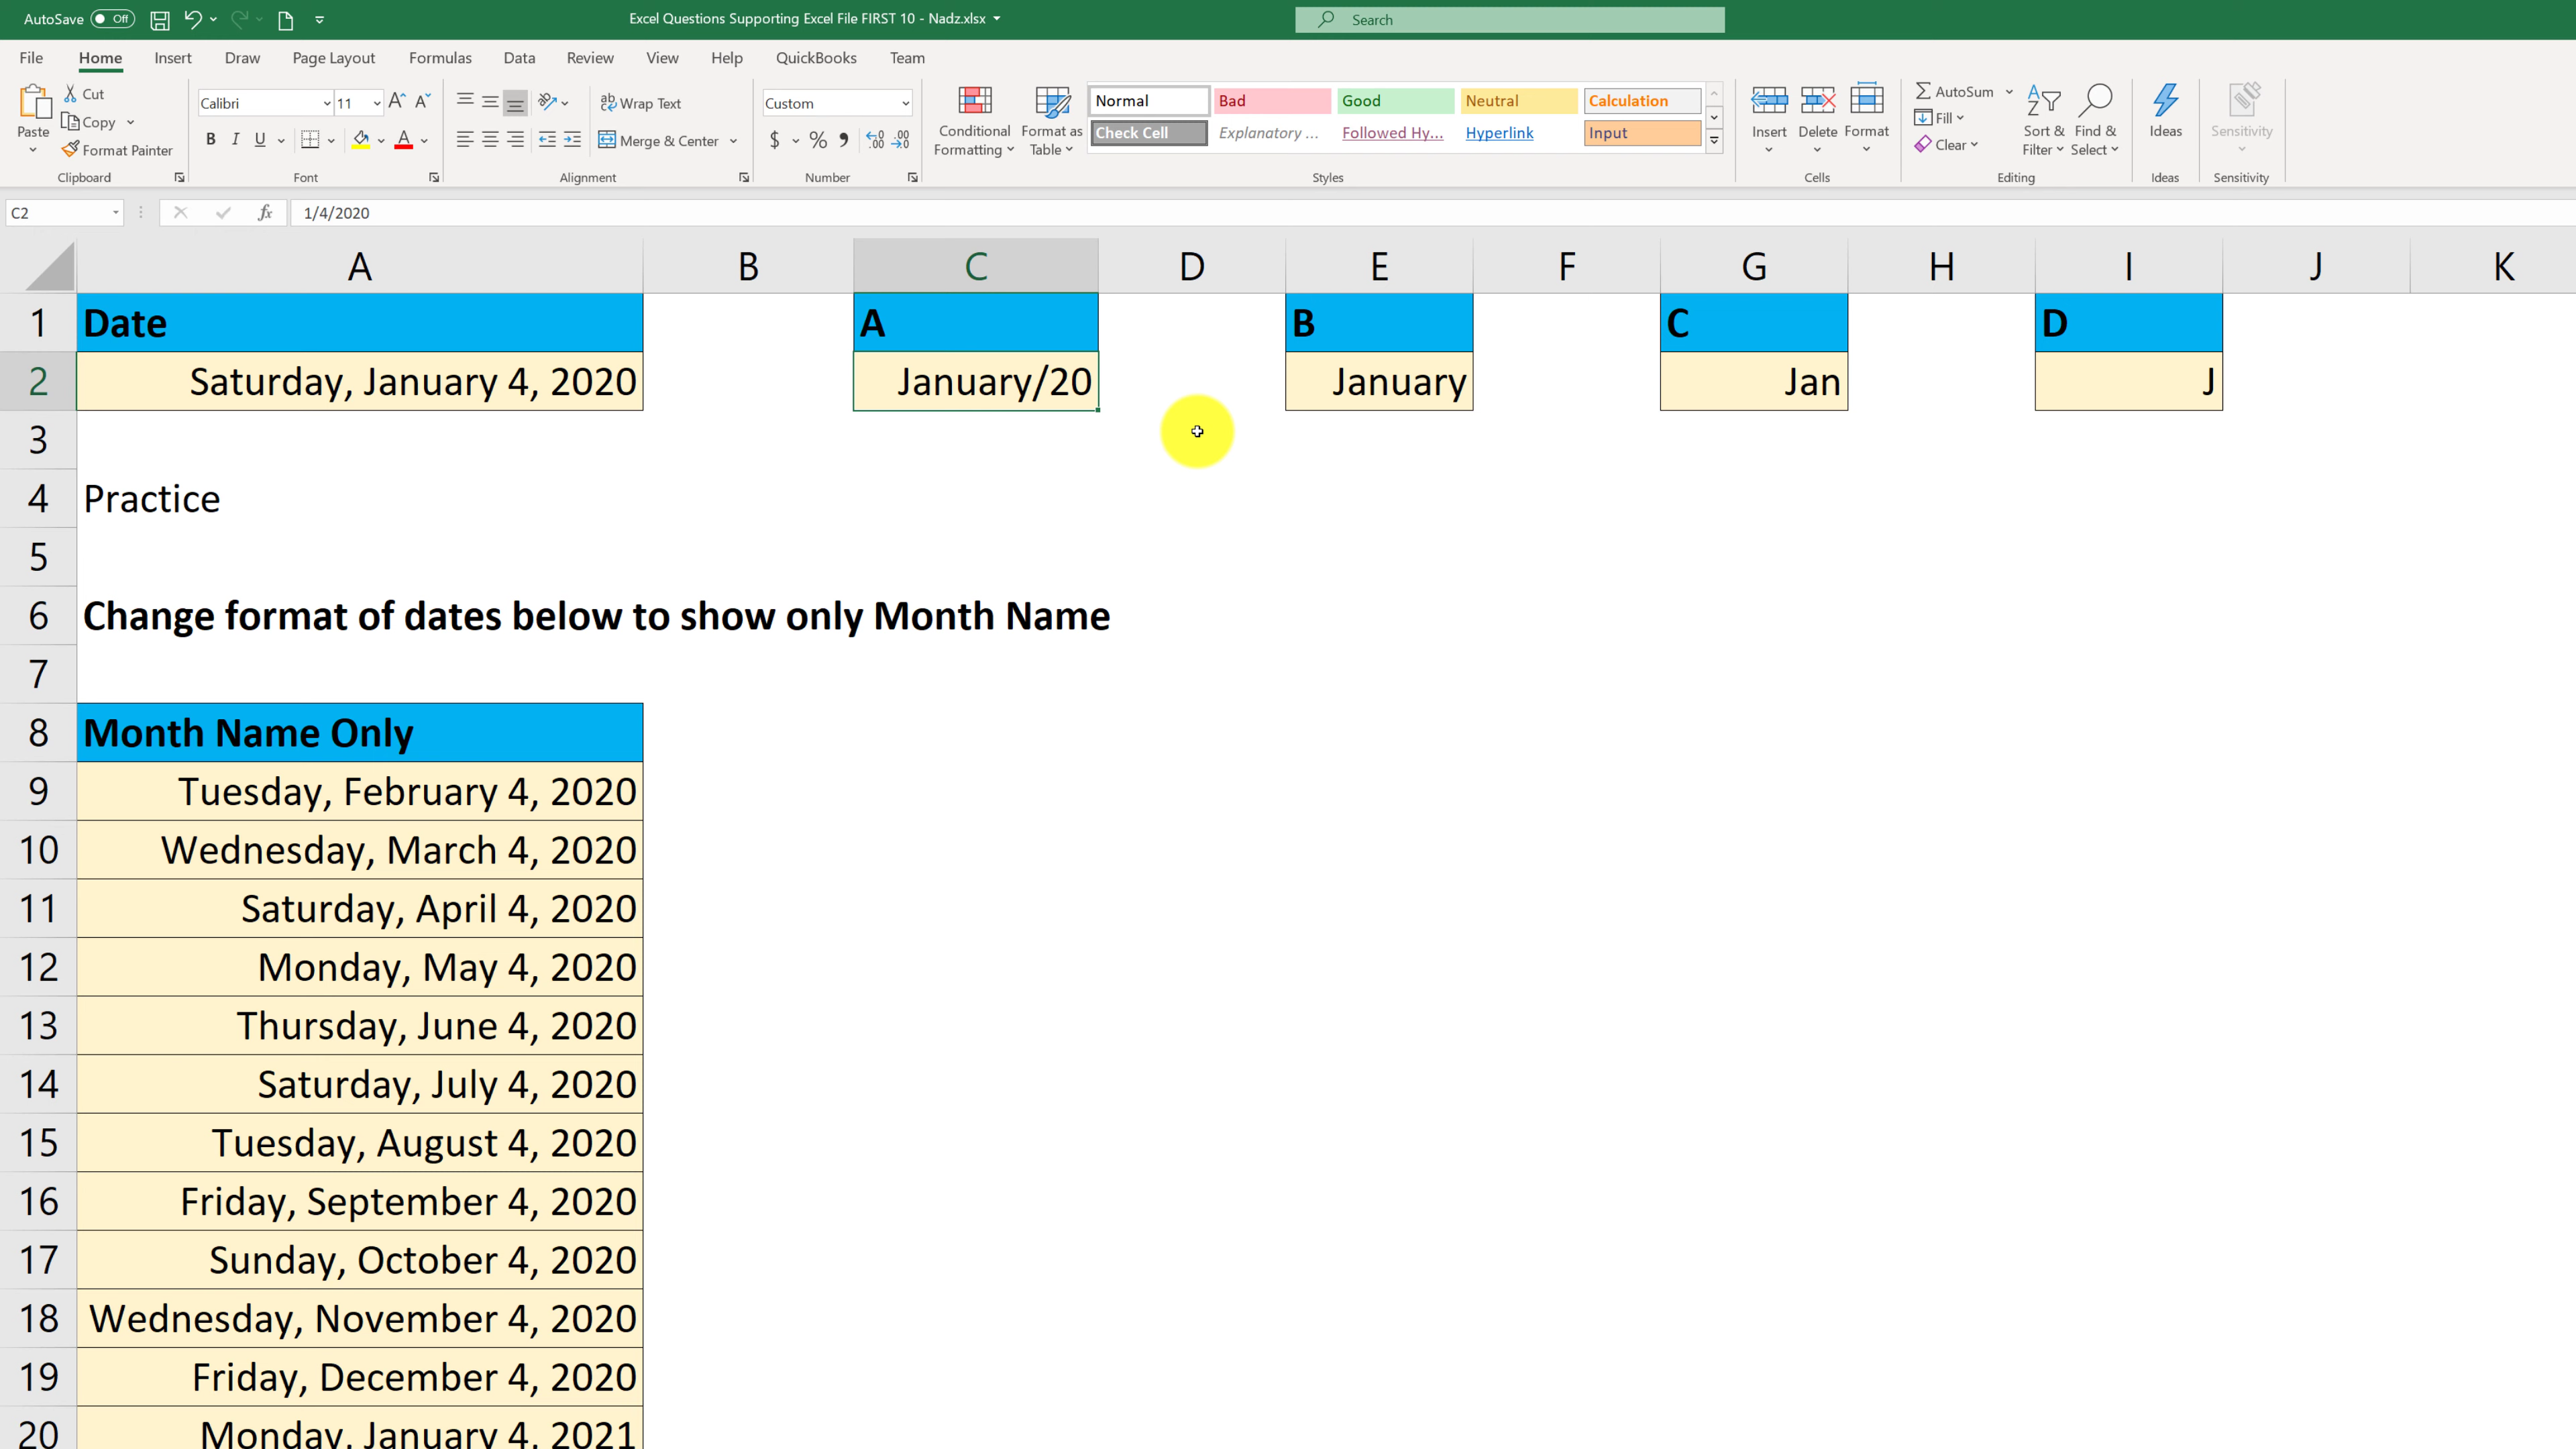 AutoSave Off Excel Questions Supporting Excel File FIRST 10 - Nadz.xlsx Search
File Home Insert Draw Page Layout Formulas Data Review View Help QuickBooks Team
Paste
Cut
Copy
Format Painter
Clipboard
Calibri 11
B I U A
Font
Wrap Text
Merge & Center
Alignment
Custom
$ % ,
Number
Conditional Formatting
Format as Table
Normal Bad Good Neutral Calculation
Check Cell Explanatory ... Followed Hy... Hyperlink Input
Styles
Insert Delete Format
Cells
AutoSum
Fill
Clear
Sort & Filter
Find & Select
Editing
Ideas
Ideas
Sensitivity
Sensitivity
C2 fx 1/4/2020
A B C D E F G H I J K
1 Date A B C D
2 Saturday, January 4, 2020 January/20 January Jan J
3
4 Practice
5
6 Change format of dates below to show only Month Name
7
8 Month Name Only
9 Tuesday, February 4, 2020
10 Wednesday, March 4, 2020
11 Saturday, April 4, 2020
12 Monday, May 4, 2020
13 Thursday, June 4, 2020
14 Saturday, July 4, 2020
15 Tuesday, August 4, 2020
16 Friday, September 4, 2020
17 Sunday, October 4, 2020
18 Wednesday, November 4, 2020
19 Friday, December 4, 2020
20 Monday, January 4, 2021